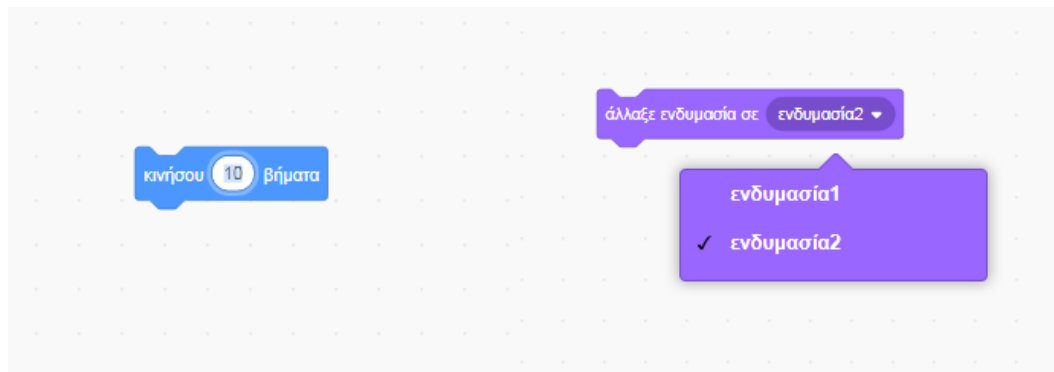 άλλαξε ενδυμασία σε ενδυμασία2
κινήσου 10 βήματα
ενδυμασία1
✓ ενδυμασία2